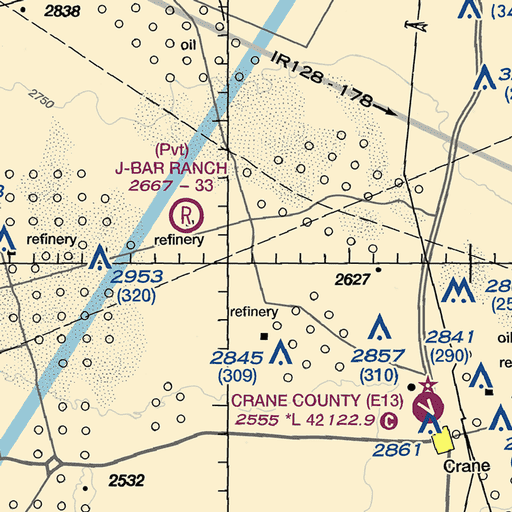 2838
(34
oil
IR128 - 178
2750
(Pvt)
J-BAR RANCH
2667 - 33
R
refinery
refinery
2953
(320)
2627
refinery
2845
(309)
2857
(310)
2841
(290)
oil
CRANE COUNTY (E13)
2555 *L 42 122.9 C
2861
Crane
2532